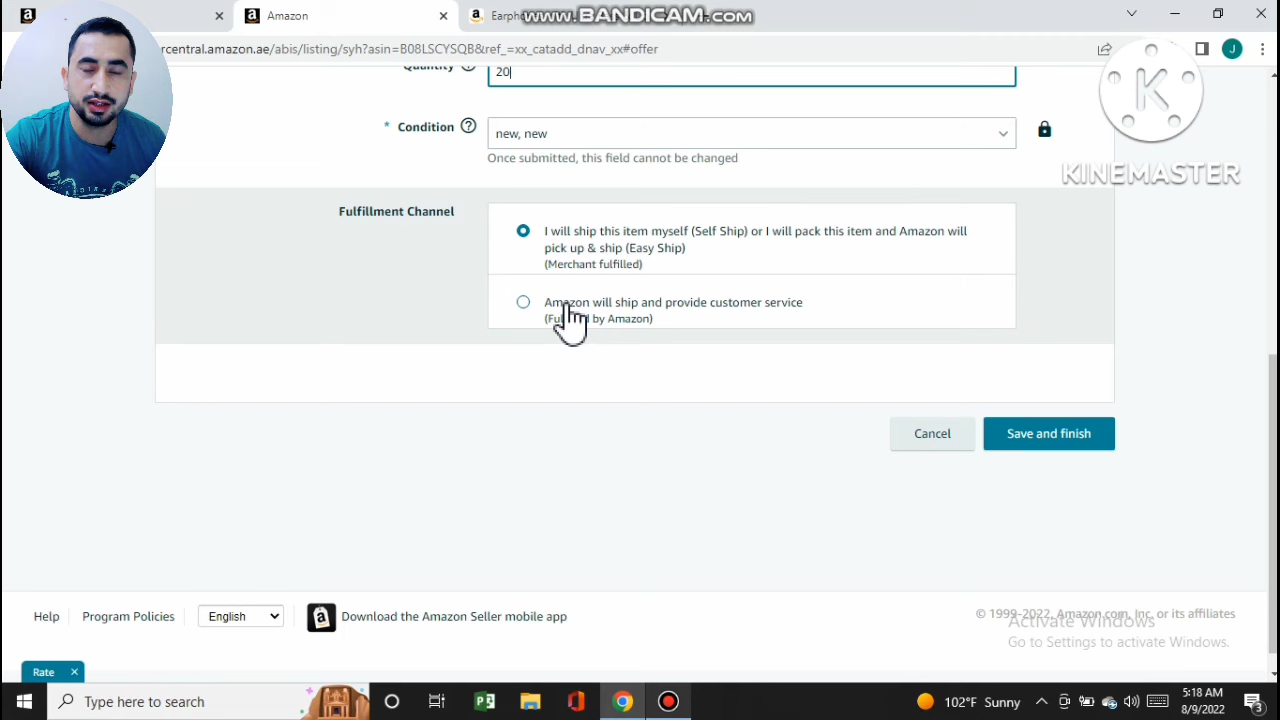 Amazon
Earph
www.BANDICAM.com
rcentral.amazon.ae/abis/listing/syh?asin=B08LSCYSQB&ref_=xx_catadd_dnav_xx#offer
J
Quantity
20
K
* Condition
new, new
Once submitted, this field cannot be changed
KINEMASTER
Fulfillment Channel
I will ship this item myself (Self Ship) or I will pack this item and Amazon will
pick up & ship (Easy Ship)
(Merchant fulfilled)
Amazon will ship and provide customer service
by Amazon)
Cancel
Save and finish
Help
Program Policies
English
Download the Amazon Seller mobile app
© 1999-2022, Amazon.com, Inc. or its affiliates
Activate Windows
Go to Settings to activate Windows.
Rate
Type here to search
102°F Sunny
5:18 AM
8/9/2022
3